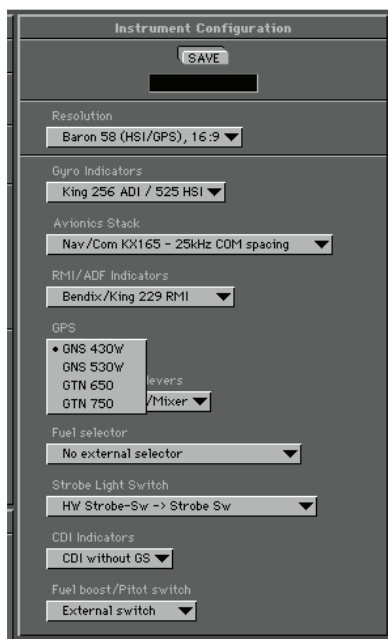 Instrument Configuration
SAVE
Resolution
Baron 58 (HSI/GPS), 16:9
Gyro Indicators
King 256 ADI / 525 HSI
Avionics Stack
Nav/Com KX165 - 25kHz COM spacing
RMI/ADF Indicators
Bendix/King 229 RMI
GPS
• GNS 430W
GNS 530W
GTN 650
GTN 750
levers
/Mixer
Fuel selector
No external selector
Strobe Light Switch
HW Strobe-Sw -> Strobe Sw
CDI Indicators
CDI without GS
Fuel boost/Pitot switch
External switch